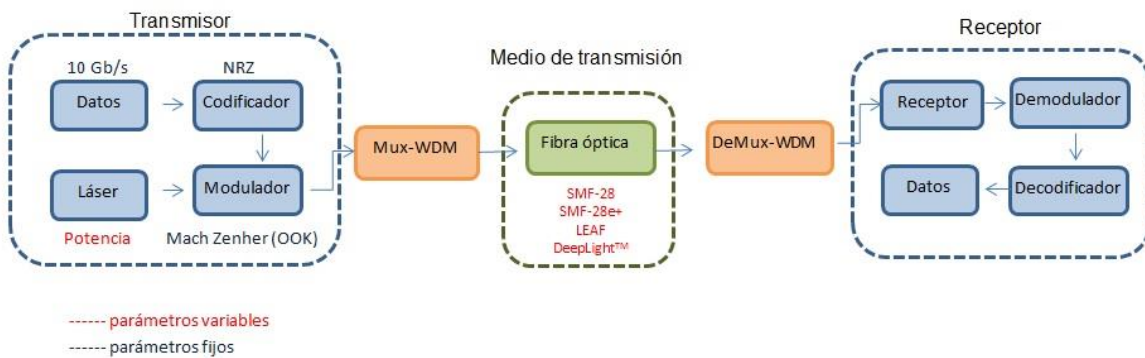 Transmisor
10 Gb/s
NRZ
Datos
Codificador
Láser
Modulador
Potencia
Mach Zenher (OOK)
Mux-WDM
Medio de transmisión
Fibra óptica
SMF-28
SMF-28e+
LEAF
DeepLight™
DeMux-WDM
Receptor
Receptor
Demodulador
Datos
Decodificador
------ parámetros variables
------ parámetros fijos